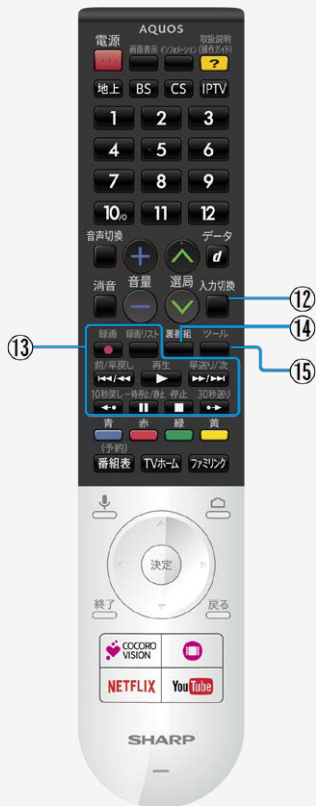 AQUOS
電源 画面表示 インフォメーション 取扱説明(操作ガイド)
?
地上 BS CS IPTV
1 2 3
4 5 6
7 8 9
10/0 11 12
音声切換 データ
d
消音 音量 選局 入力切換
⑫
⑬
⑭
⑮
録画 録画リスト 裏番組 ツール
前/早戻し 再生 早送り/次
10秒戻し 一時停止/静止 停止 30秒送り
青 赤 緑 黄
(予約)
番組表 TVホーム ファミリンク
決定
終了 戻る
COCORO VISION
NETFLIX YouTube
SHARP